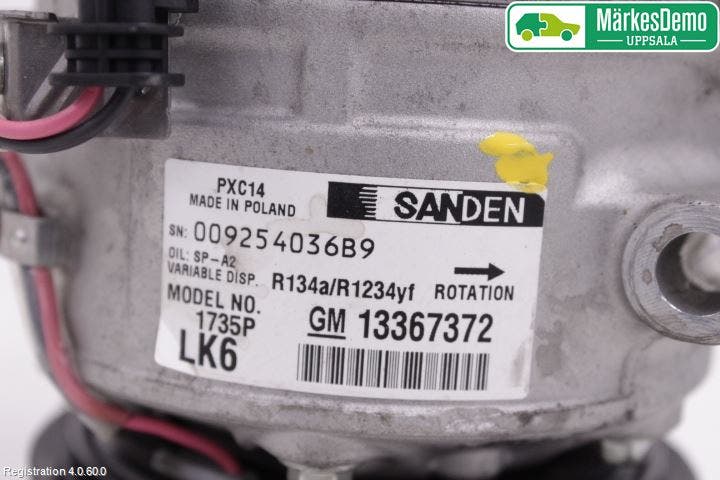 MärkesDemo
UPPSALA
PXC14
MADE IN POLAND
SANDEN
SN: 009254036B9
OIL: SP-A2
VARIABLE DISP.
R134a/R1234yf
ROTATION
MODEL NO.
1735P
GM 13367372
LK6
Registration 4.0.60.0